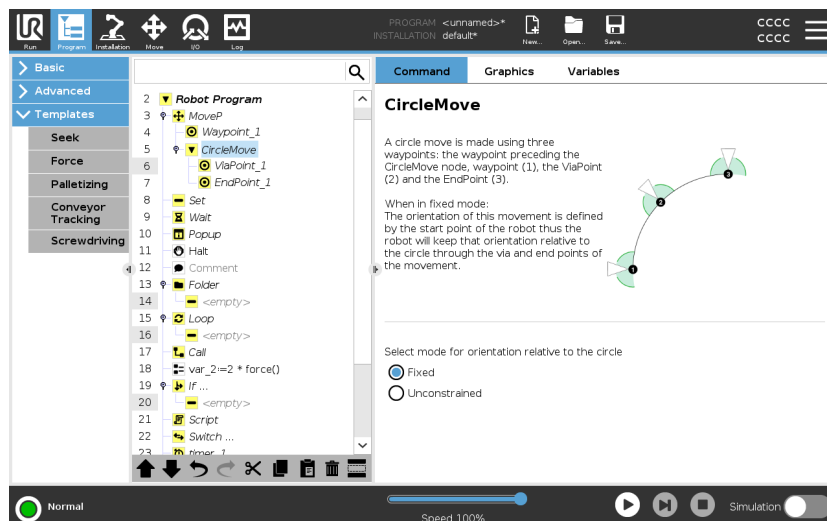 PROGRAM <unnamed>*
INSTALLATION default*
CCCC
CCCC
Run
Program
Installation
Move
I/O
Log
New...
Open...
Save...
Basic
Advanced
Templates
Seek
Force
Palletizing
Conveyor
Tracking
Screwdriving
2 Robot Program
3 MoveP
4 Waypoint_1
5 CircleMove
6 ViaPoint_1
7 EndPoint_1
8 Set
9 Wait
10 Popup
11 Halt
12 Comment
13 Folder
14 <empty>
15 Loop
16 <empty>
17 Call
18 var_2:=2 * force()
19 If ...
20 <empty>
21 Script
22 Switch ...
23 timer_1
Command
Graphics
Variables
CircleMove
A circle move is made using three
waypoints: the waypoint preceding the
CircleMove node, waypoint (1), the ViaPoint
(2) and the EndPoint (3).
When in fixed mode:
The orientation of this movement is defined
by the start point of the robot thus the
robot will keep that orientation relative to
the circle through the via and end points of
the movement.
3
2
1
Select mode for orientation relative to the circle
Fixed
Unconstrained
Normal
Speed 100%
Simulation